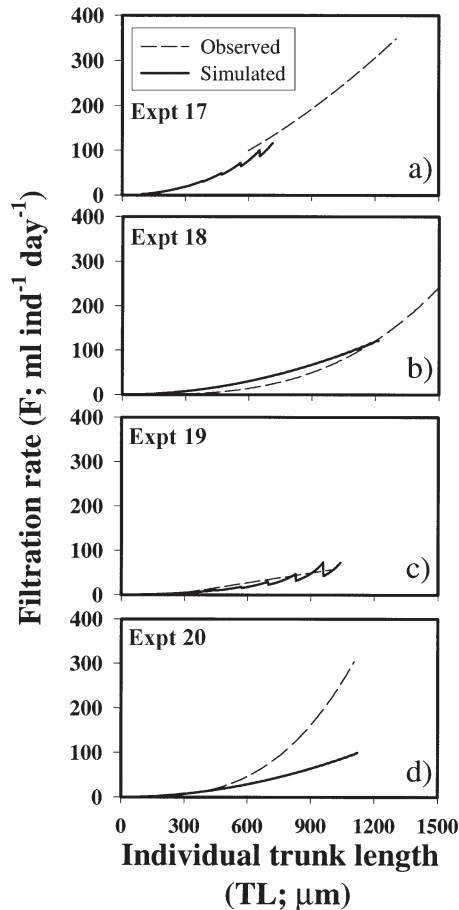 Filtration rate (F; ml ind⁻¹ day⁻¹)
400
300
200
100
0
Observed
Simulated
Expt 17
a)
400
300
200
100
0
Expt 18
b)
400
300
200
100
0
Expt 19
c)
400
300
200
100
0
Expt 20
d)
0 300 600 900 1200 1500
Individual trunk length
(TL; µm)